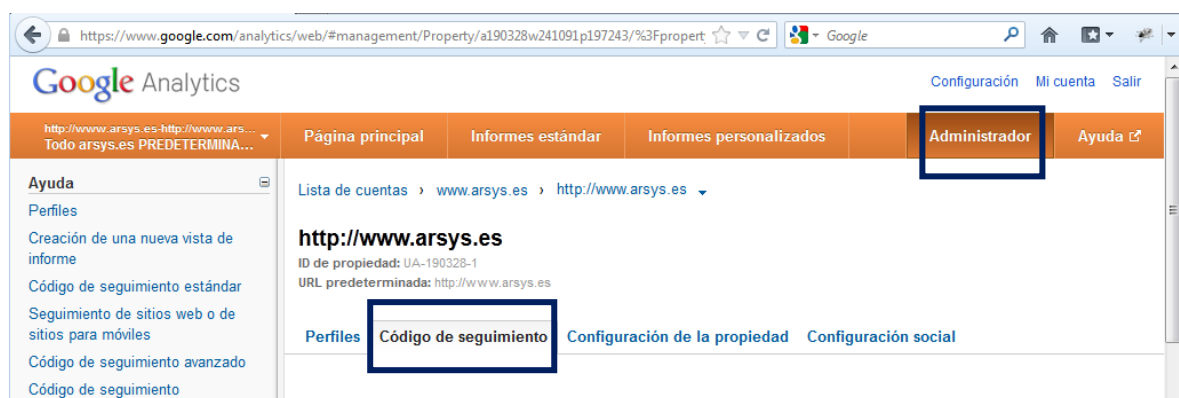 https://www.google.com/analytics/web/#management/Property/a190328w241091p197243/%3Fpropert
Google
Google Analytics
Configuración Mi cuenta Salir
http://www.arsys.es-http://www.ars...
Todo arsys.es PREDETERMINA...
Página principal Informes estándar Informes personalizados Administrador Ayuda
Ayuda
Perfiles
Creación de una nueva vista de
informe
Código de seguimiento estándar
Seguimiento de sitios web o de
sitios para móviles
Código de seguimiento avanzado
Código de seguimiento
Lista de cuentas › www.arsys.es › http://www.arsys.es
http://www.arsys.es
ID de propiedad: UA-190328-1
URL predeterminada: http://www.arsys.es
Perfiles Código de seguimiento Configuración de la propiedad Configuración social